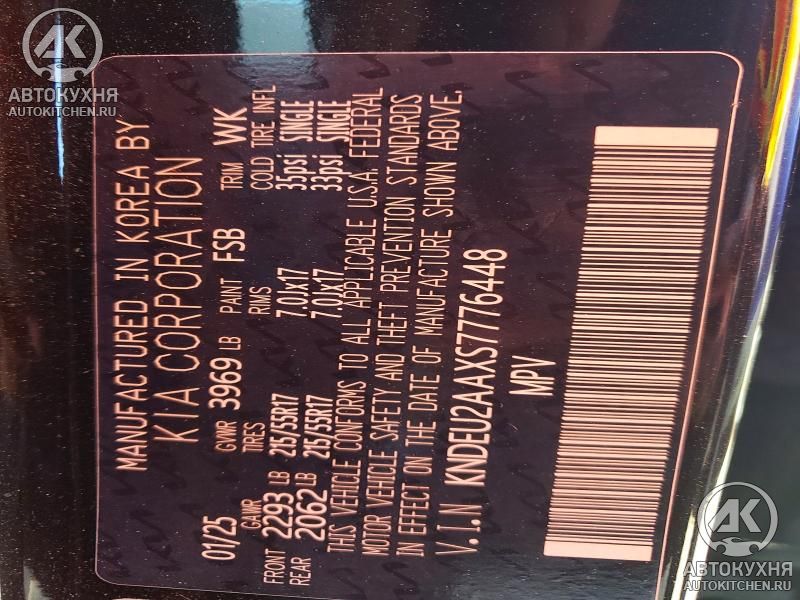 MANUFACTURED IN KOREA BY
KIA CORPORATION
01/25 GVWR 3969 LB PAINT FSB TRIM WK
GAWR TIRES RIMS COLD TIRE INFL
FRONT 2293 LB 215/55R17 7.0Jx17 35psi SINGLE
REAR 2062 LB 215/55R17 7.0Jx17 33psi SINGLE
THIS VEHICLE CONFORMS TO ALL APPLICABLE U.S.A. FEDERAL
MOTOR VEHICLE SAFETY AND THEFT PREVENTION STANDARDS
IN EFFECT ON THE DATE OF MANUFACTURE SHOWN ABOVE.
V.I.N KNDEU2AAXS7776448
MPV
АК
АВТОКУХНЯ
AUTOKITCHEN.RU
АК
АВТОКУХНЯ
AUTOKITCHEN.RU